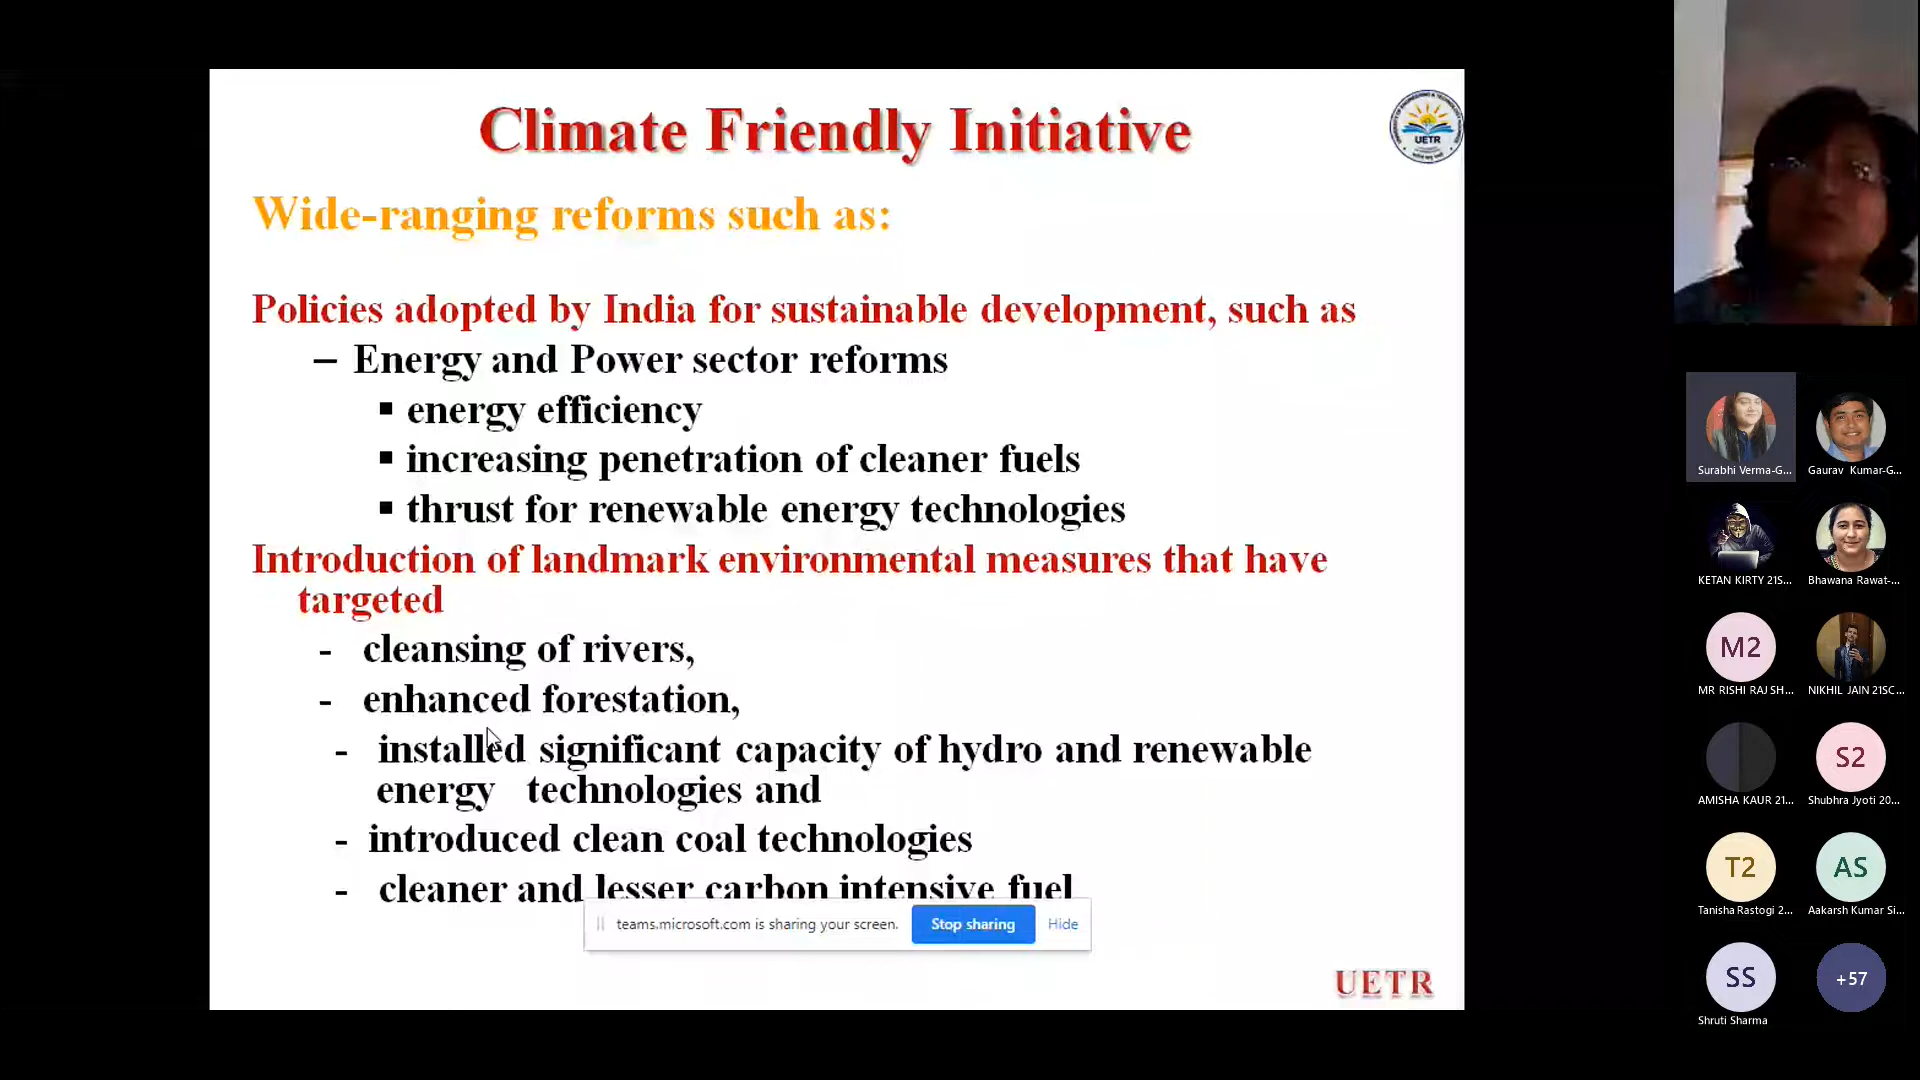 Climate Friendly Initiative
UETR
Wide-ranging reforms such as:
Policies adopted by India for sustainable development, such as
– Energy and Power sector reforms
▪ energy efficiency
▪ increasing penetration of cleaner fuels
▪ thrust for renewable energy technologies
Introduction of landmark environmental measures that have
targeted
- cleansing of rivers,
- enhanced forestation,
- installed significant capacity of hydro and renewable
energy technologies and
- introduced clean coal technologies
- cleaner and lesser carbon intensive fuel
teams.microsoft.com is sharing your screen. Stop sharing Hide
UETR
Surabhi Verma-G... Gaurav Kumar-G...
KETAN KIRTY 21S... Bhawana Rawat-...
M2
MR RISHI RAJ SH... NIKHIL JAIN 21SC...
S2
AMISHA KAUR 21... Shubhra Jyoti 20...
T2 AS
Tanisha Rastogi 2... Aakarsh Kumar Si...
SS +57
Shruti Sharma